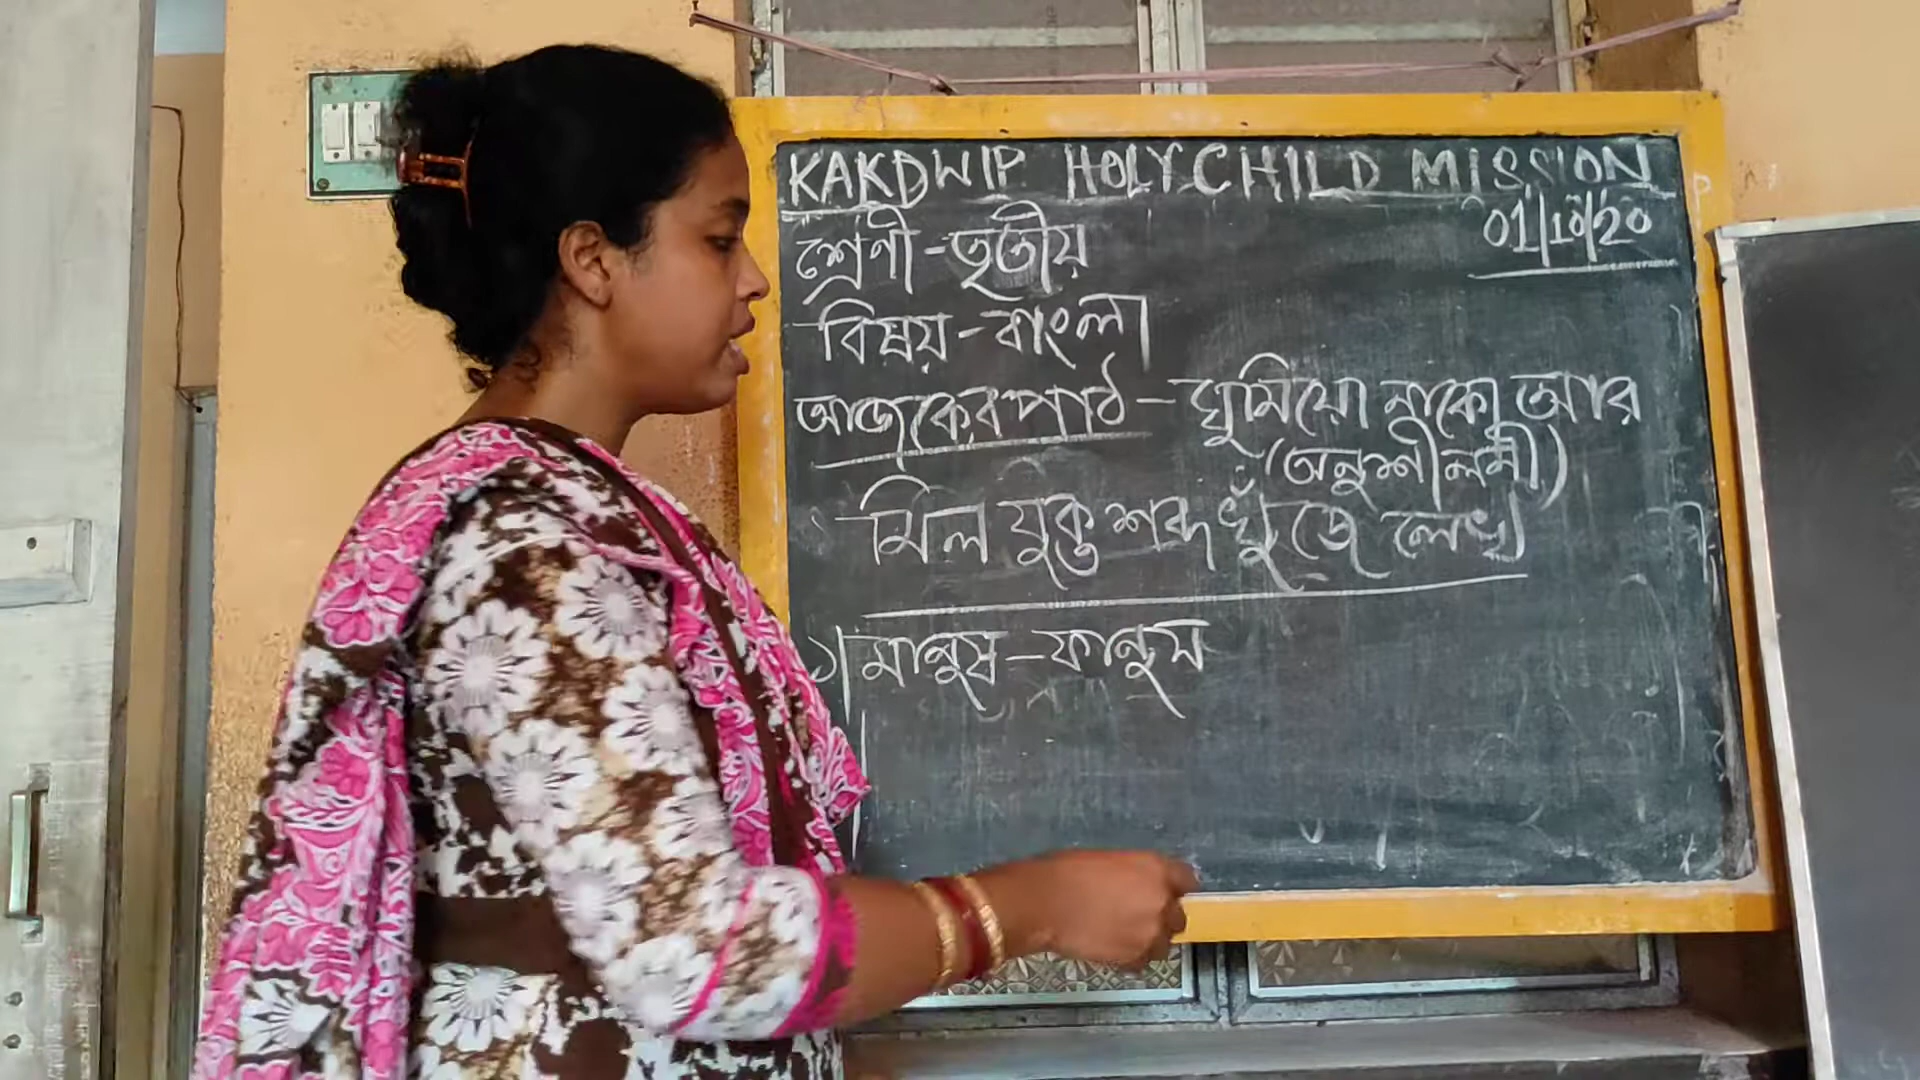 KAKDWIP HOLY CHILD MISSION
01/10/20
শ্রেণী - তৃতীয়
বিষয় - বাংলা
আজকের পাঠ - ঘুমিয়ো নাকো আর
(অনুশীলনী)
মিল যুক্ত শব্দ খুঁজে লেখ
১| মানুষ - ফানুস